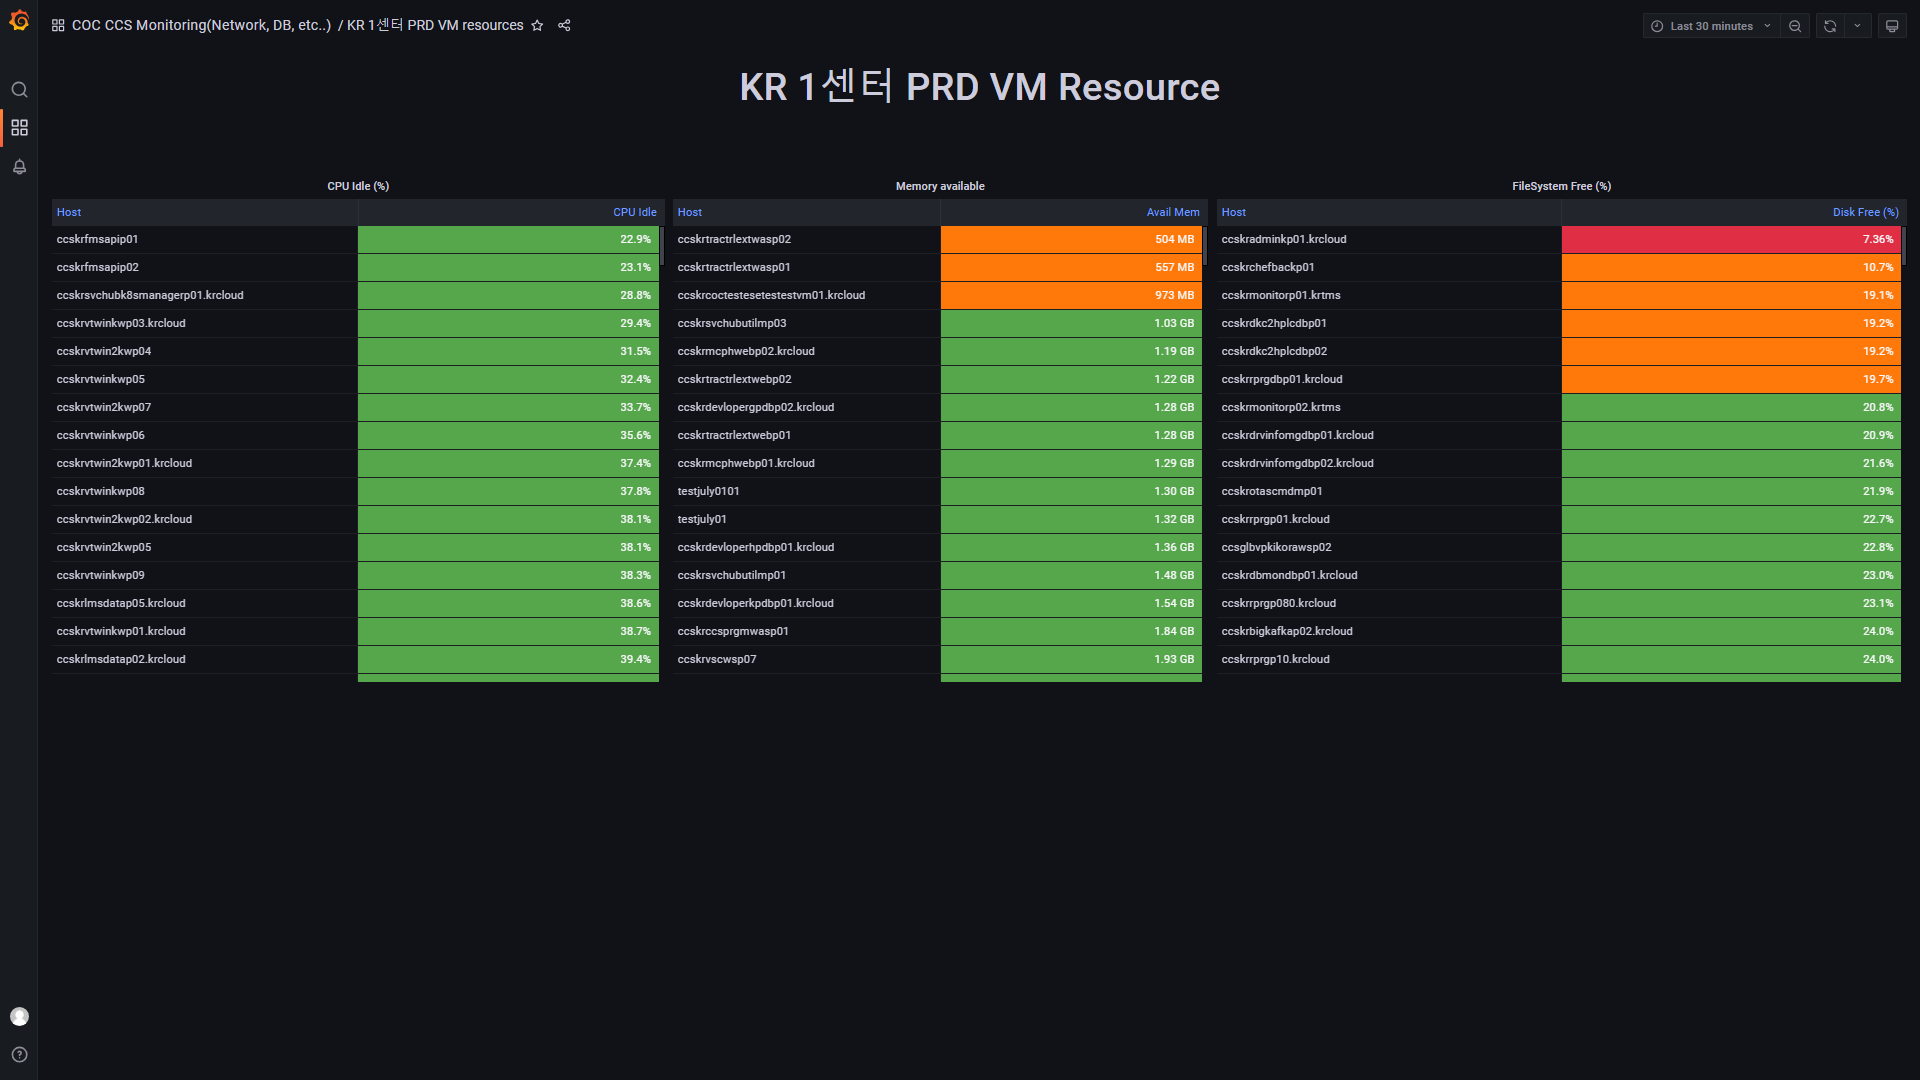 COC CCS Monitoring(Network, DB, etc..) / KR 1센터 PRD VM resources
Last 30 minutes
KR 1센터 PRD VM Resource
CPU Idle (%)
Host CPU Idle
ccskrfmsapip01 22.9%
ccskrfmsapip02 23.1%
ccskrsvchubk8smanagerp01.krcloud 28.8%
ccskrvtwinkwp03.krcloud 29.4%
ccskrvtwin2kwp04 31.5%
ccskrvtwinkwp05 32.4%
ccskrvtwin2kwp07 33.7%
ccskrvtwinkwp06 35.6%
ccskrvtwin2kwp01.krcloud 37.4%
ccskrvtwinkwp08 37.8%
ccskrvtwin2kwp02.krcloud 38.1%
ccskrvtwin2kwp05 38.1%
ccskrvtwinkwp09 38.3%
ccskrlmsdatap05.krcloud 38.6%
ccskrvtwinkwp01.krcloud 38.7%
ccskrlmsdatap02.krcloud 39.4%
Memory available
Host Avail Mem
ccskrtractrlextwasp02 504 MB
ccskrtractrlextwasp01 557 MB
ccskrcoctestesetestestvm01.krcloud 973 MB
ccskrsvchubutilmp03 1.03 GB
ccskrmcphwebp02.krcloud 1.19 GB
ccskrtractrlextwebp02 1.22 GB
ccskrdevlopergpdbp02.krcloud 1.28 GB
ccskrtractrlextwebp01 1.28 GB
ccskrmcphwebp01.krcloud 1.29 GB
testjuly0101 1.30 GB
testjuly01 1.32 GB
ccskrdevloperhpdbp01.krcloud 1.36 GB
ccskrsvchubutilmp01 1.48 GB
ccskrdevloperkpdbp01.krcloud 1.54 GB
ccskrccsprgmwasp01 1.84 GB
ccskrvscwsp07 1.93 GB
FileSystem Free (%)
Host Disk Free (%)
ccskradminkp01.krcloud 7.36%
ccskrchefbackp01 10.7%
ccskrmonitorp01.krtms 19.1%
ccskrdkc2hplcdbp01 19.2%
ccskrdkc2hplcdbp02 19.2%
ccskrrprgdbp01.krcloud 19.7%
ccskrmonitorp02.krtms 20.8%
ccskrdrvinfomgdbp01.krcloud 20.9%
ccskrdrvinfomgdbp02.krcloud 21.6%
ccskrotascmdmp01 21.9%
ccskrrprgp01.krcloud 22.7%
ccsglbvpkikorawsp02 22.8%
ccskrdbmondbp01.krcloud 23.0%
ccskrrprgp080.krcloud 23.1%
ccskrbigkafkap02.krcloud 24.0%
ccskrrprgp10.krcloud 24.0%